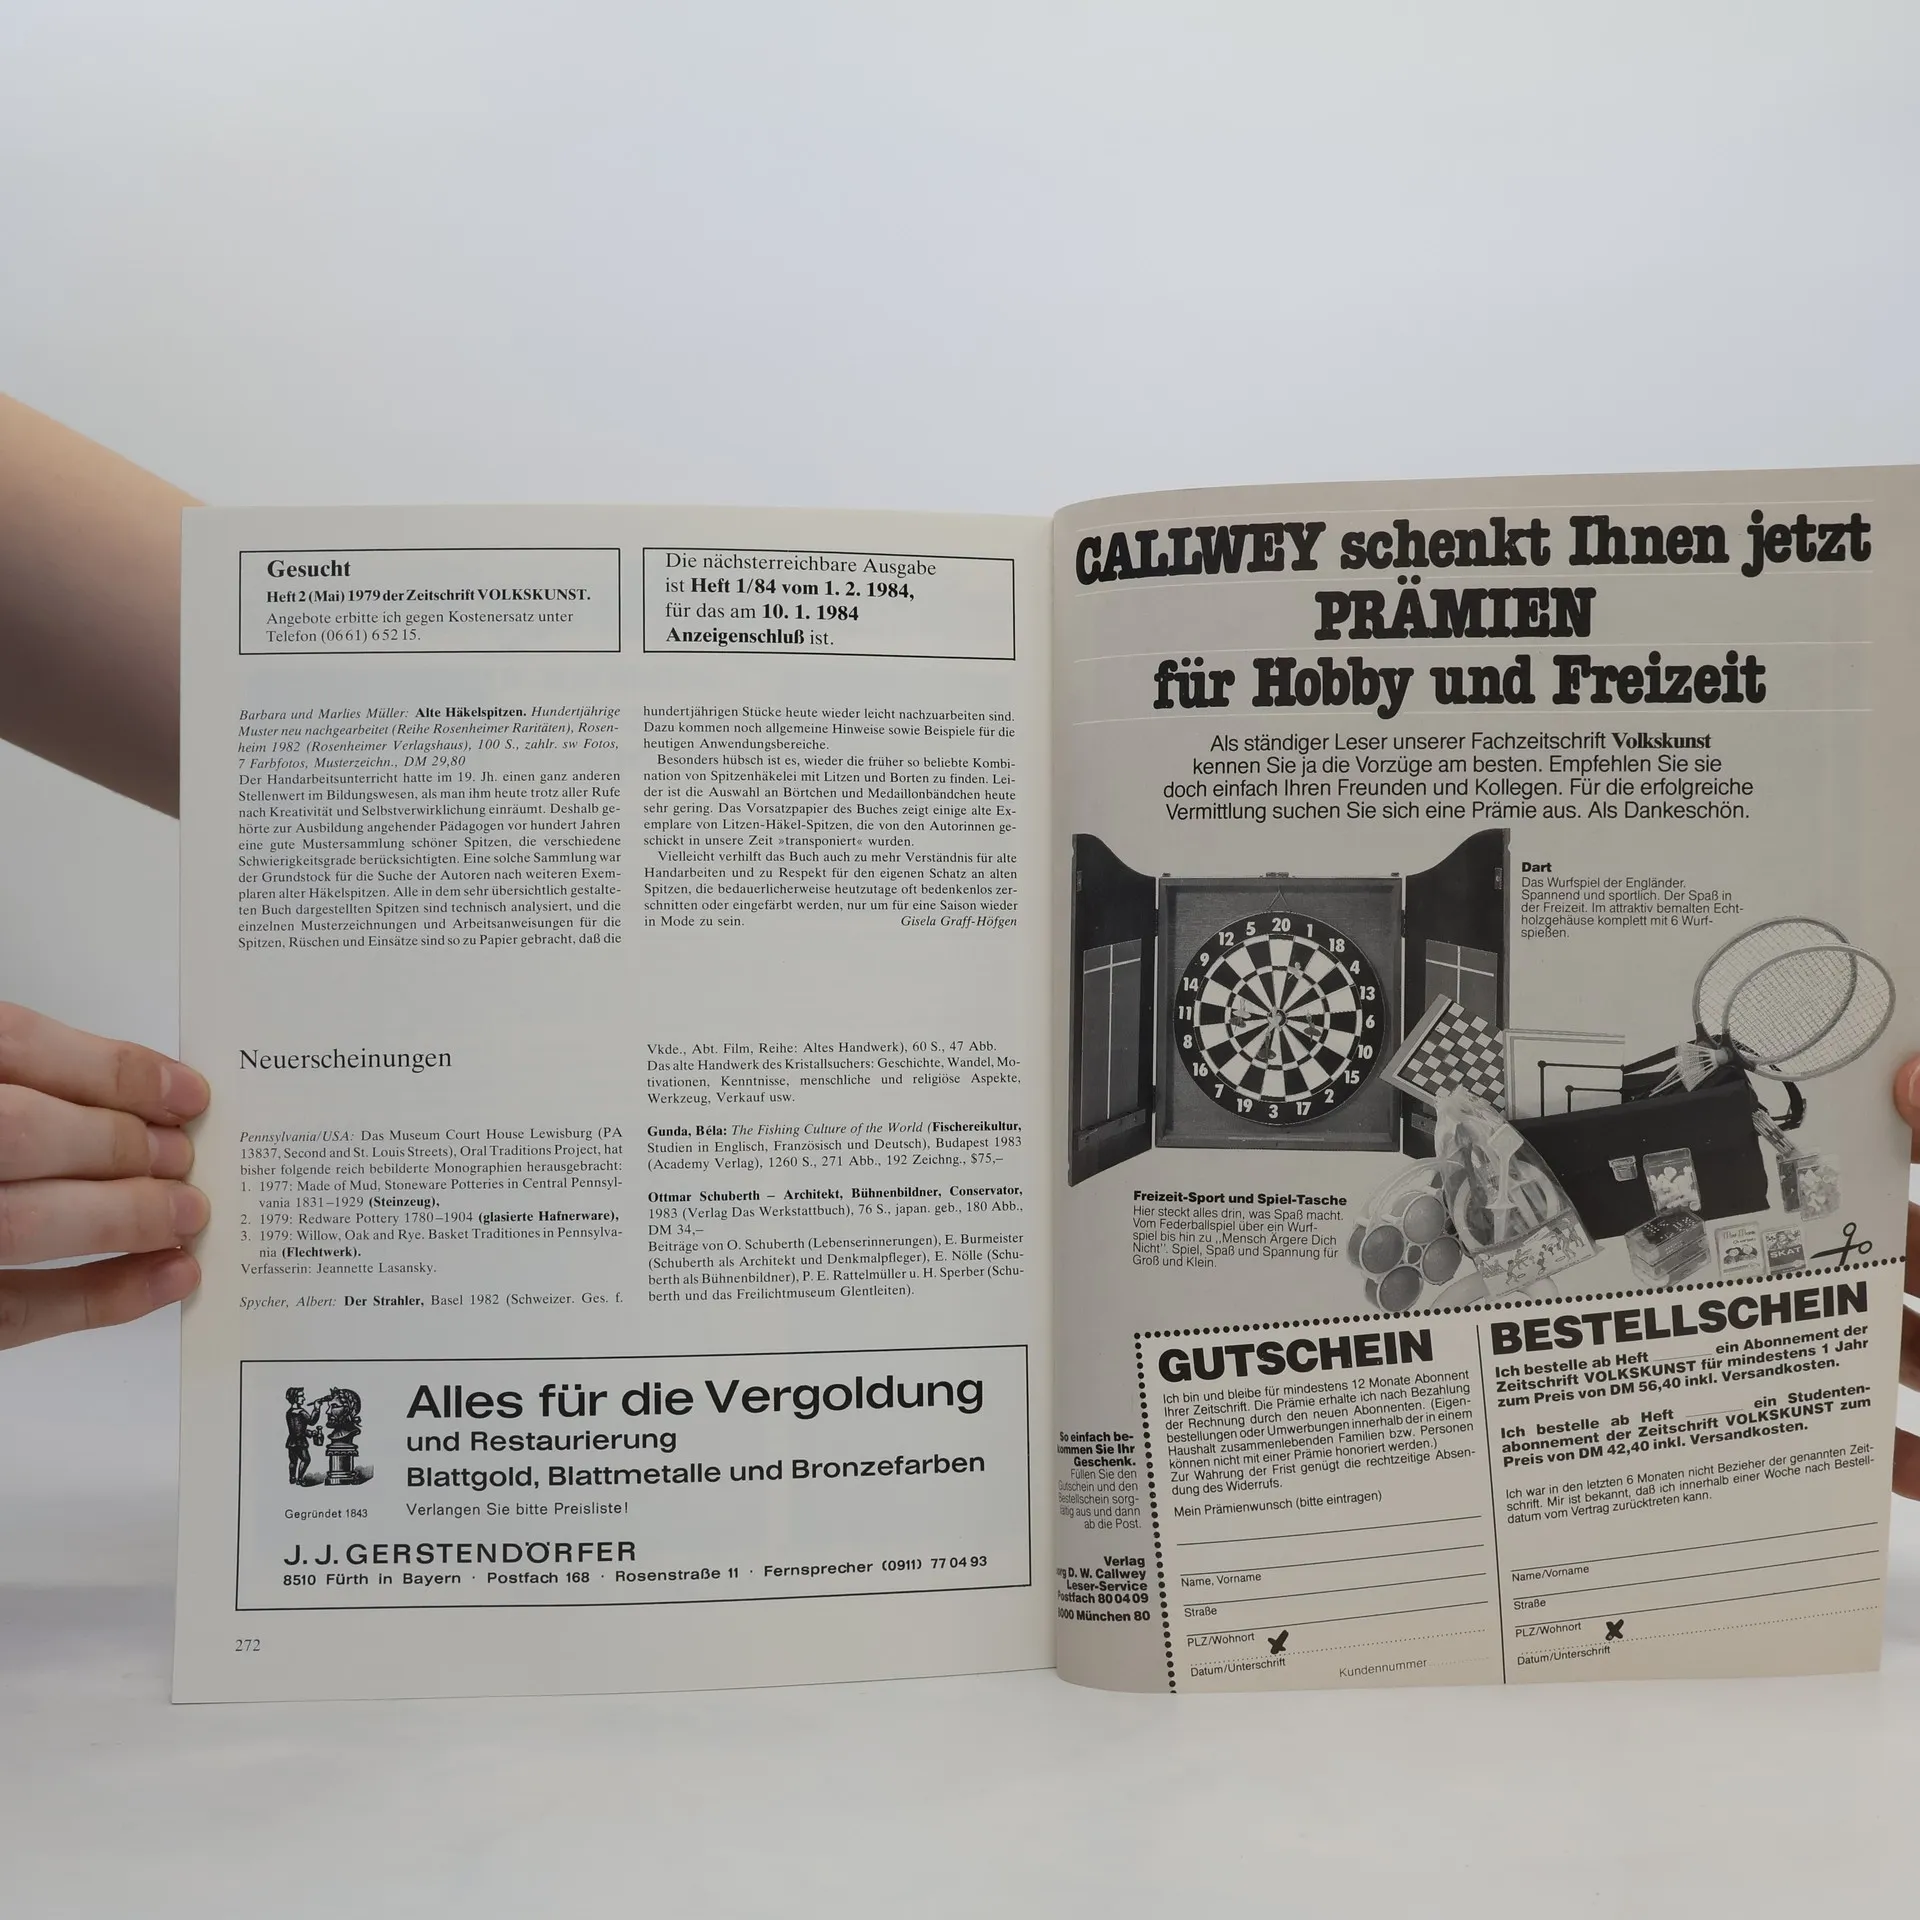 Gesucht
Heft 2 (Mai) 1979 der Zeitschrift VOLKSKUNST.
Angebote erbitte ich gegen Kostenersatz unter
Telefon (0661) 6 52 15.
Die nächsterreichbare Ausgabe
ist Heft 1/84 vom 1. 2. 1984,
für das am 10. 1. 1984
Anzeigenschluß ist.
Barbara und Marlies Müller: Alte Häkelspitzen. Hundertjährige
Muster neu nachgearbeitet (Reihe Rosenheimer Raritäten), Rosen-
heim 1982 (Rosenheimer Verlagshaus), 100 S., zahlr. sw Fotos,
7 Farbfotos, Musterzeichn., DM 29,80
Der Handarbeitsunterricht hatte im 19. Jh. einen ganz anderen
Stellenwert im Bildungswesen, als man ihm heute trotz aller Rufe
nach Kreativität und Selbstverwirklichung einräumt. Deshalb ge-
hörte zur Ausbildung angehender Pädagogen vor hundert Jahren
eine gute Mustersammlung schöner Spitzen, die verschiedene
Schwierigkeitsgrade berücksichtigten. Eine solche Sammlung war
der Grundstock für die Suche der Autoren nach weiteren Exem-
plaren alter Häkelspitzen. Alle in dem sehr übersichtlich gestalte-
ten Buch dargestellten Spitzen sind technisch analysiert, und die
einzelnen Musterzeichnungen und Arbeitsanweisungen für die
Spitzen, Rüschen und Einsätze sind so zu Papier gebracht, daß die
hundertjährigen Stücke heute wieder leicht nachzuarbeiten sind.
Dazu kommen noch allgemeine Hinweise sowie Beispiele für die
heutigen Anwendungsbereiche.
Besonders hübsch ist es, wieder die früher so beliebte Kombi-
nation von Spitzenhäkelei mit Litzen und Borten zu finden. Lei-
der ist die Auswahl an Börtchen und Medaillonbändchen heute
sehr gering. Das Vorsatzpapier des Buches zeigt einige alte Ex-
emplare von Litzen-Häkel-Spitzen, die von den Autorinnen ge-
schickt in unsere Zeit »transponiert« wurden.
Vielleicht verhilft das Buch auch zu mehr Verständnis für alte
Handarbeiten und zu Respekt für den eigenen Schatz an alten
Spitzen, die bedauerlicherweise heutzutage oft bedenkenlos zer-
schnitten oder eingefärbt werden, nur um für eine Saison wieder
in Mode zu sein. Gisela Graff-Höfgen
Neuerscheinungen
Pennsylvania/USA: Das Museum Court House Lewisburg (PA
13837, Second and St. Louis Streets), Oral Traditions Project, hat
bisher folgende reich bebilderte Monographien herausgebracht:
1. 1977: Made of Mud, Stoneware Potteries in Central Pennsyl-
vania 1831–1929 (Steinzeug),
2. 1979: Redware Pottery 1780–1904 (glasierte Hafnerware),
3. 1979: Willow, Oak and Rye. Basket Traditiones in Pennsylva-
nia (Flechtwerk).
Verfasserin: Jeannette Lasansky.
Spycher, Albert: Der Strahler, Basel 1982 (Schweizer. Ges. f.
Vkde., Abt. Film, Reihe: Altes Handwerk), 60 S., 47 Abb.
Das alte Handwerk des Kristallsuchers: Geschichte, Wandel, Mo-
tivationen, Kenntnisse, menschliche und religiöse Aspekte,
Werkzeug, Verkauf usw.
Gunda, Béla: The Fishing Culture of the World (Fischereikultur,
Studien in Englisch, Französisch und Deutsch), Budapest 1983
(Academy Verlag), 1260 S., 271 Abb., 192 Zeichng., $75,–
Ottmar Schuberth – Architekt, Bühnenbildner, Conservator,
1983 (Verlag Das Werkstattbuch), 76 S., japan. geb., 180 Abb.,
DM 34,–
Beiträge von O. Schuberth (Lebenserinnerungen), E. Burmeister
(Schuberth als Architekt und Denkmalpfleger), E. Nölle (Schu-
berth als Bühnenbildner), P. E. Rattelmüller u. H. Sperber (Schu-
berth und das Freilichtmuseum Glentleiten).
Alles für die Vergoldung
und Restaurierung
Blattgold, Blattmetalle und Bronzefarben
Gegründet 1843
Verlangen Sie bitte Preisliste!
J. J. GERSTENDÖRFER
8510 Fürth in Bayern · Postfach 168 · Rosenstraße 11 · Fernsprecher (0911) 77 04 93
272
CALLWEY schenkt Ihnen jetzt
PRÄMIEN
für Hobby und Freizeit
Als ständiger Leser unserer Fachzeitschrift Volkskunst
kennen Sie ja die Vorzüge am besten. Empfehlen Sie sie
doch einfach Ihren Freunden und Kollegen. Für die erfolgreiche
Vermittlung suchen Sie sich eine Prämie aus. Als Dankeschön.
Dart
Das Wurfspiel der Engländer.
Spannend und sportlich. Der Spaß in
der Freizeit. Im attraktiv bemalten Echt-
holzgehäuse komplett mit 6 Wurf-
spießen.
20 1 18 4 13 6 10 15 2 17 3 19 7 16 8 11 14 9 12 5
Freizeit-Sport und Spiel-Tasche
Hier steckt alles drin, was Spaß macht.
Vom Federballspiel über ein Wurf-
spiel bis hin zu „Mensch Ärgere Dich
Nicht". Spiel, Spaß und Spannung für
Groß und Klein.
SKAT
So einfach be-
kommen Sie Ihr
Geschenk.
Füllen Sie den
Gutschein und den
Bestellschein sorg-
fältig aus und dann
ab die Post.
Verlag
org D. W. Callwey
Leser-Service
Postfach 80 04 09
8000 München 80
GUTSCHEIN
Ich bin und bleibe für mindestens 12 Monate Abonnent
Ihrer Zeitschrift. Die Prämie erhalte ich nach Bezahlung
der Rechnung durch den neuen Abonnenten. (Eigen-
bestellungen oder Umwerbungen innerhalb der in einem
Haushalt zusammenlebenden Familien bzw. Personen
können nicht mit einer Prämie honoriert werden.)
Zur Wahrung der Frist genügt die rechtzeitige Absen-
dung des Widerrufs.
Mein Prämienwunsch (bitte eintragen)
Name, Vorname
Straße
PLZ/Wohnort
Datum/Unterschrift
Kundennummer
BESTELLSCHEIN
Ich bestelle ab Heft ______ ein Abonnement der
Zeitschrift VOLKSKUNST für mindestens 1 Jahr
zum Preis von DM 56,40 inkl. Versandkosten.
Ich bestelle ab Heft ______ ein Studenten-
abonnement der Zeitschrift VOLKSKUNST zum
Preis von DM 42,40 inkl. Versandkosten.
Ich war in den letzten 6 Monaten nicht Bezieher der genannten Zeit-
schrift. Mir ist bekannt, daß ich innerhalb einer Woche nach Bestell-
datum vom Vertrag zurücktreten kann.
Name/Vorname
Straße
PLZ/Wohnort
Datum/Unterschrift